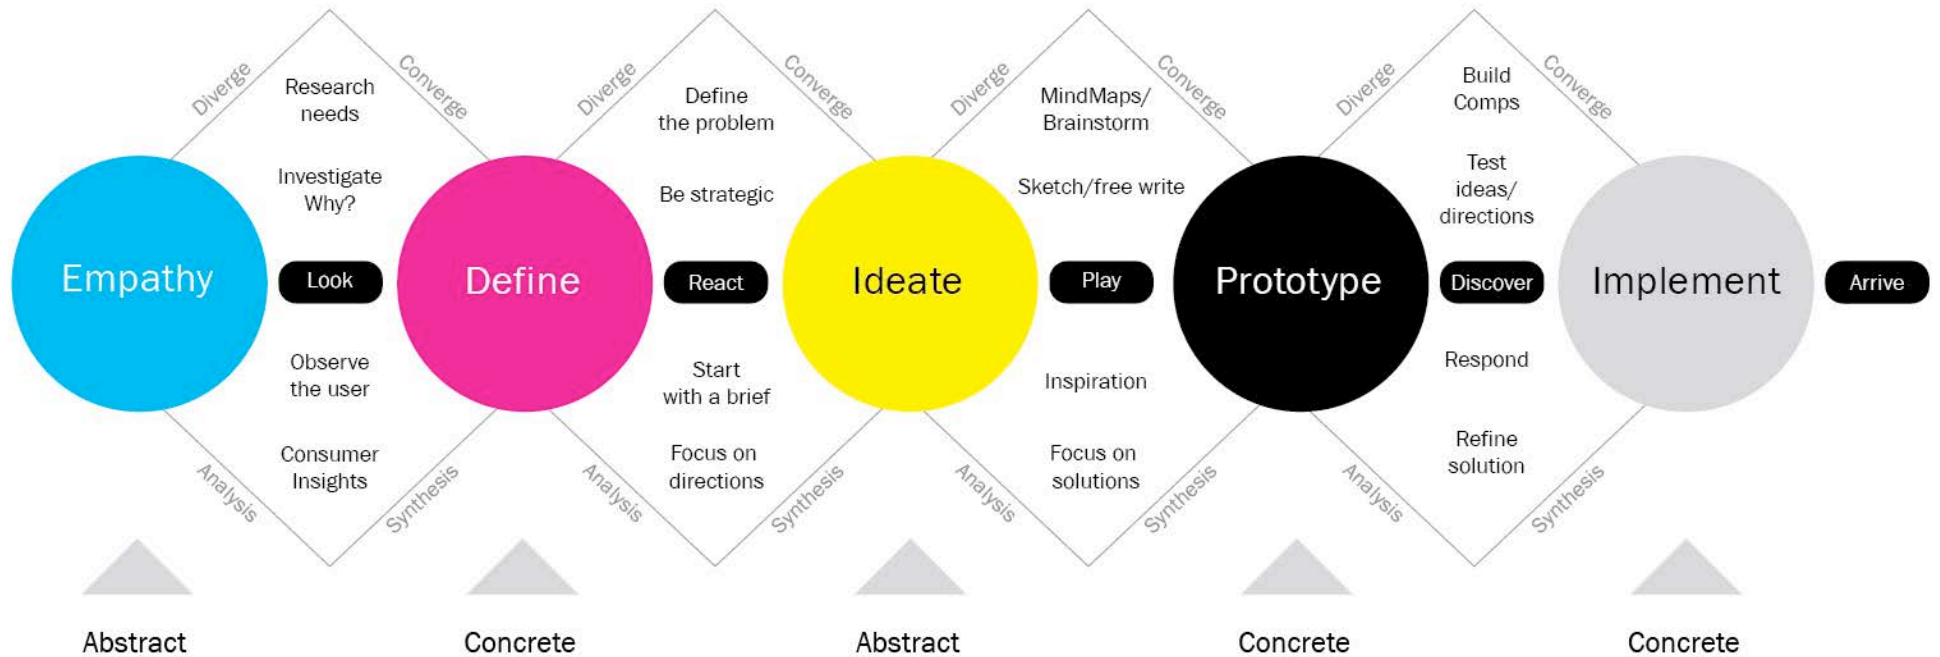 Diverge
Converge
Diverge
Converge
Diverge
Converge
Diverge
Converge
Research
needs
Investigate
Why?
Define
the problem
Be strategic
MindMaps/
Brainstorm
Sketch/free write
Build
Comps
Test
ideas/
directions
Empathy
Look
Define
React
Ideate
Play
Prototype
Discover
Implement
Arrive
Observe
the user
Consumer
Insights
Start
with a brief
Focus on
directions
Inspiration
Focus on
solutions
Respond
Refine
solution
Analysis
Synthesis
Analysis
Synthesis
Analysis
Synthesis
Analysis
Synthesis
Abstract
Concrete
Abstract
Concrete
Concrete